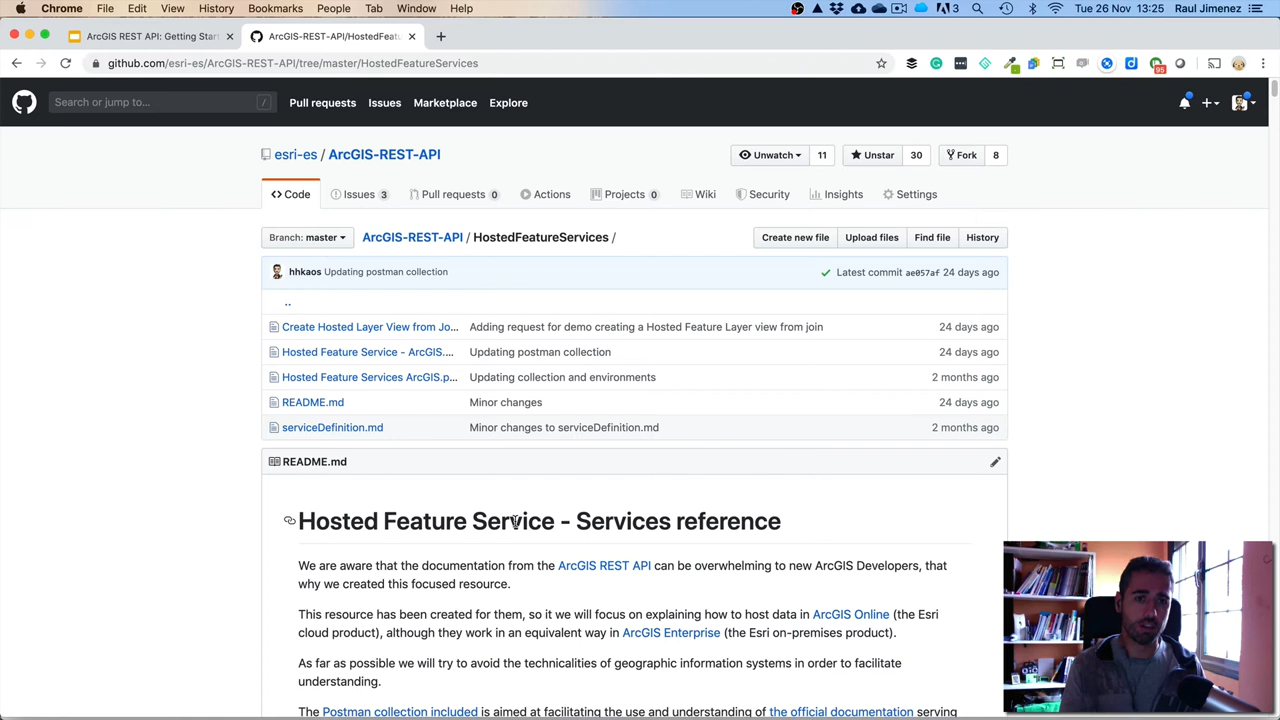 Chrome File Edit View History Bookmarks People Tab Window Help 3 Tue 26 Nov 13:25 Raul Jimenez
ArcGIS REST API: Getting Star ArcGIS-REST-API/HostedFeatu
github.com/esri-es/ArcGIS-REST-API/tree/master/HostedFeatureServices 95
Search or jump to... / Pull requests Issues Marketplace Explore
esri-es / ArcGIS-REST-API Unwatch 11 Unstar 30 Fork 8
Code Issues 3 Pull requests 0 Actions Projects 0 Wiki Security Insights Settings
Branch: master ArcGIS-REST-API / HostedFeatureServices / Create new file Upload files Find file History
hhkaos Updating postman collection Latest commit ae057af 24 days ago
..
Create Hosted Layer View from Jo... Adding request for demo creating a Hosted Feature Layer view from join 24 days ago
Hosted Feature Service - ArcGIS.... Updating postman collection 24 days ago
Hosted Feature Services ArcGIS.p... Updating collection and environments 2 months ago
README.md Minor changes 24 days ago
serviceDefinition.md Minor changes to serviceDefinition.md 2 months ago
README.md
Hosted Feature Service - Services reference
We are aware that the documentation from the ArcGIS REST API can be overwhelming to new ArcGIS Developers, that
why we created this focused resource.
This resource has been created for them, so it we will focus on explaining how to host data in ArcGIS Online (the Esri
cloud product), although they work in an equivalent way in ArcGIS Enterprise (the Esri on-premises product).
As far as possible we will try to avoid the technicalities of geographic information systems in order to facilitate
understanding.
The Postman collection included is aimed at facilitating the use and understanding of the official documentation serving